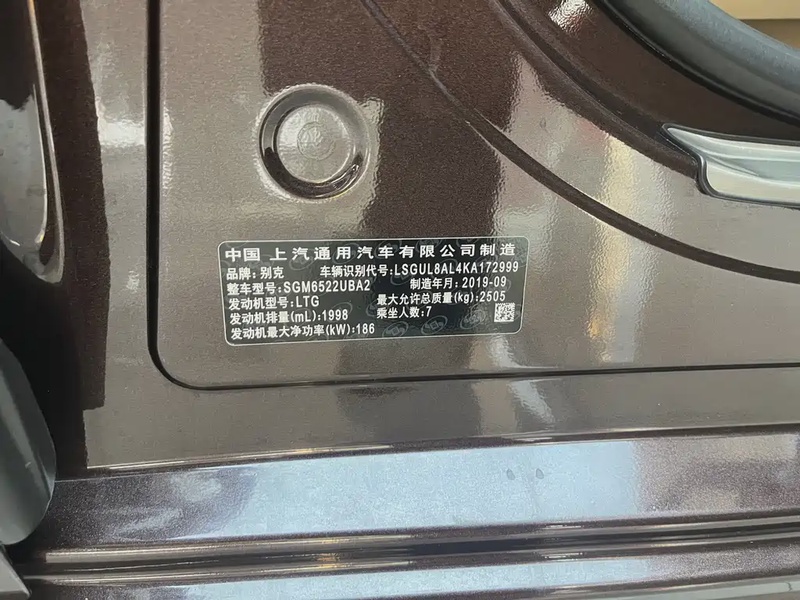 中国 上汽通用汽车有限公司制造
品牌:别克 车辆识别代号:LSGUL8AL4KA172999
整车型号:SGM6522UBA2 制造年月:2019-09
发动机型号:LTG 最大允许总质量(kg):2505
发动机排量(mL):1998 乘坐人数:7
发动机最大净功率(kW):186